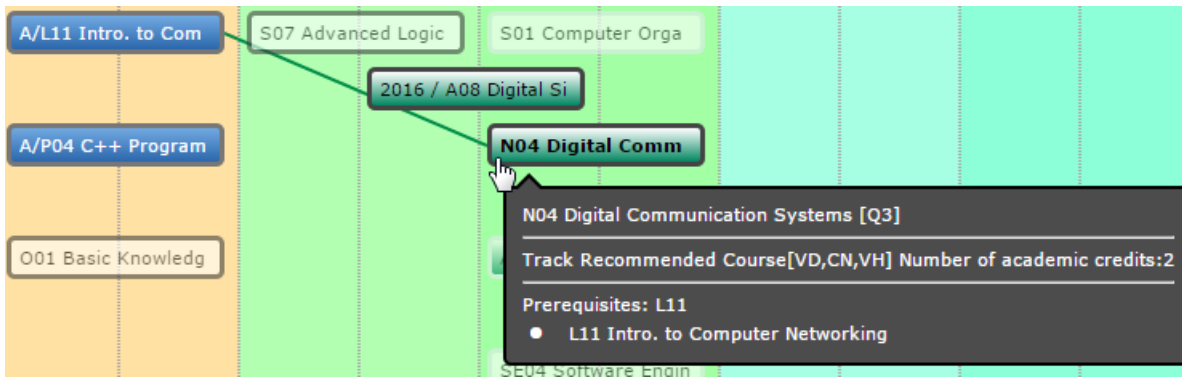 A/L11 Intro. to Com
S07 Advanced Logic
S01 Computer Orga
2016 / A08 Digital Si
A/P04 C++ Program
N04 Digital Comm
N04 Digital Communication Systems [Q3]
O01 Basic Knowledg
Track Recommended Course[VD,CN,VH] Number of academic credits:2
Prerequisites: L11
L11 Intro. to Computer Networking
SE04 Software Engin